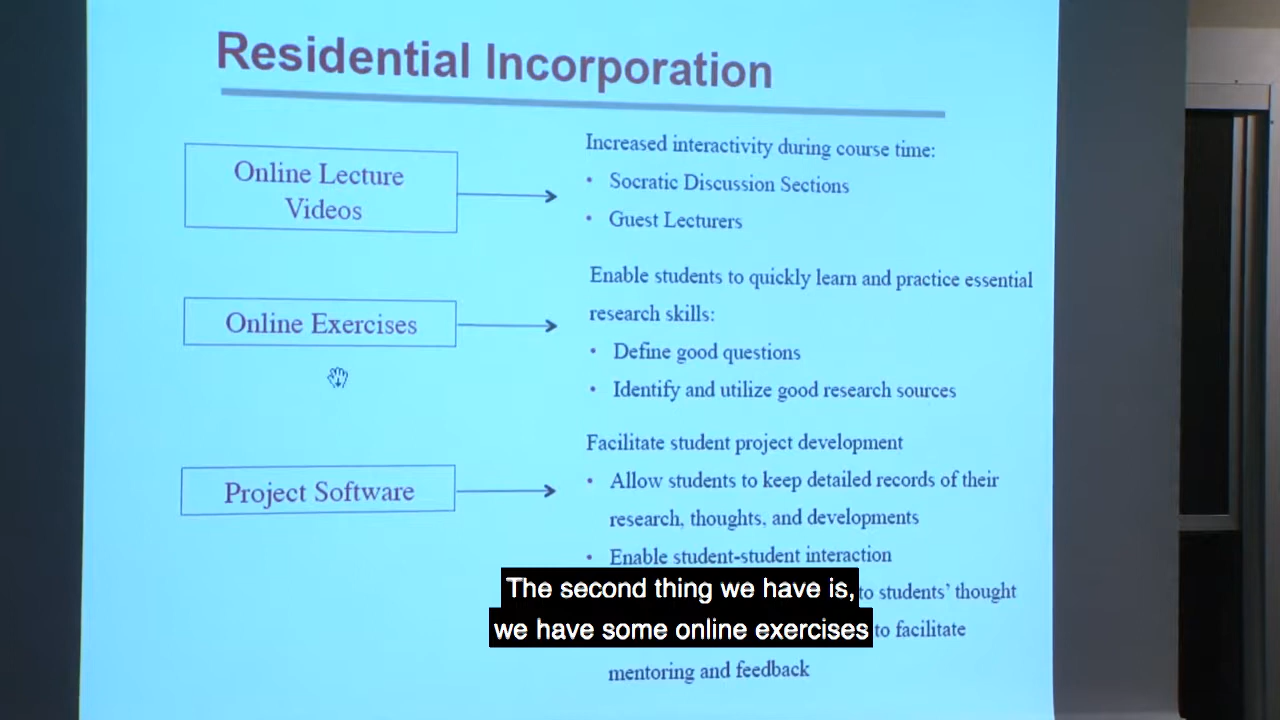 Residential Incorporation
Online Lecture
Videos
Increased interactivity during course time:
• Socratic Discussion Sections
• Guest Lecturers
Online Exercises
Enable students to quickly learn and practice essential
research skills:
• Define good questions
• Identify and utilize good research sources
Project Software
Facilitate student project development
• Allow students to keep detailed records of their
research, thoughts, and developments
• Enable student-student interaction
to students' thought
to facilitate
mentoring and feedback
The second thing we have is,
we have some online exercises